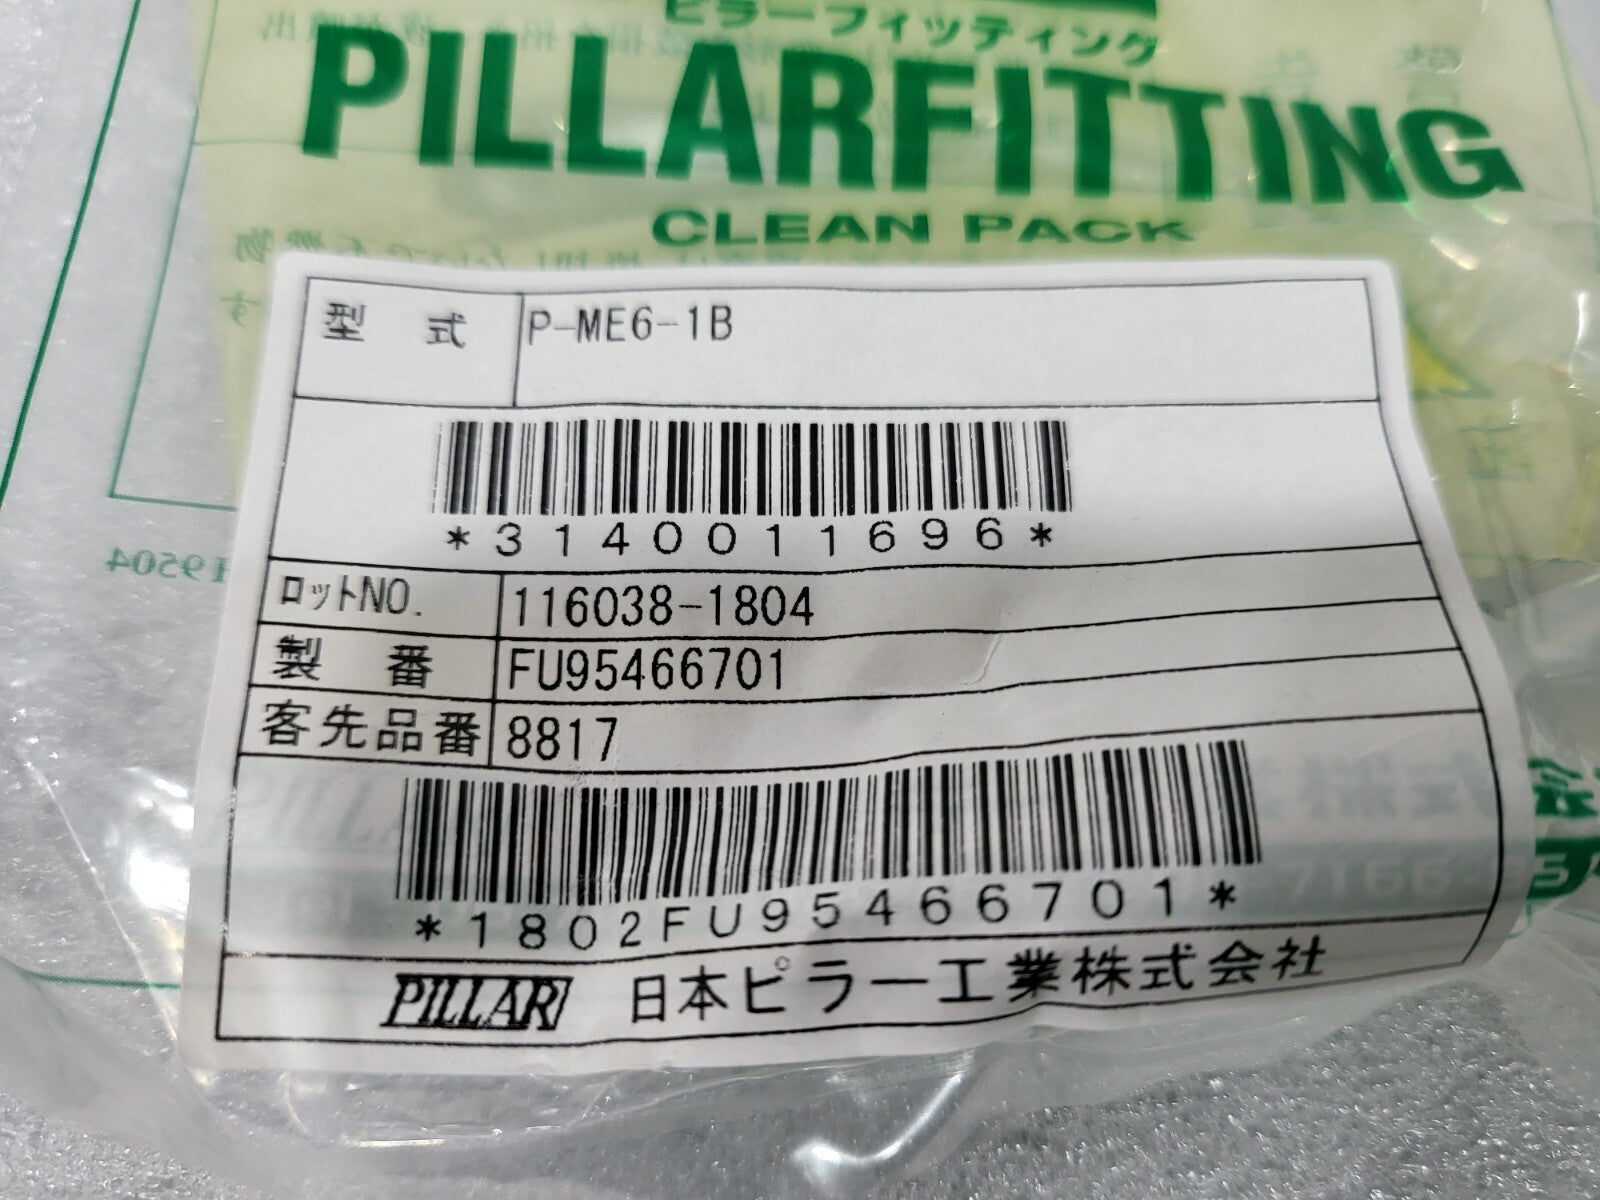 ピラーフィッティング
PILLARFITTING
CLEAN PACK
型 式 P-ME6-1B
*3140011696*
ロットNO. 116038-1804
製 番 FU95466701
客先品番 8817
*1802FU95466701*
PILLAR 日本ピラー工業株式会社